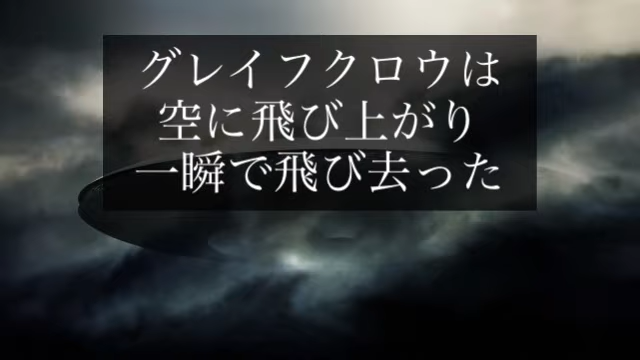 グレイフクロウは
空に飛び上がり
一瞬で飛び去った